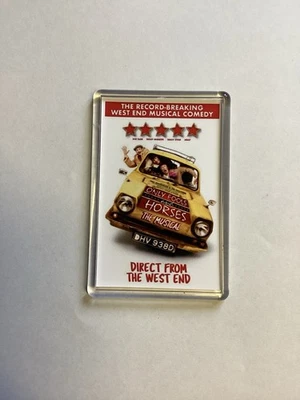 THE RECORD-BREAKING
WEST END MUSICAL COMEDY
ONLY FOOLS
HORSES
THE MUSICAL
DHV 938D
DIRECT FROM
THE WEST END